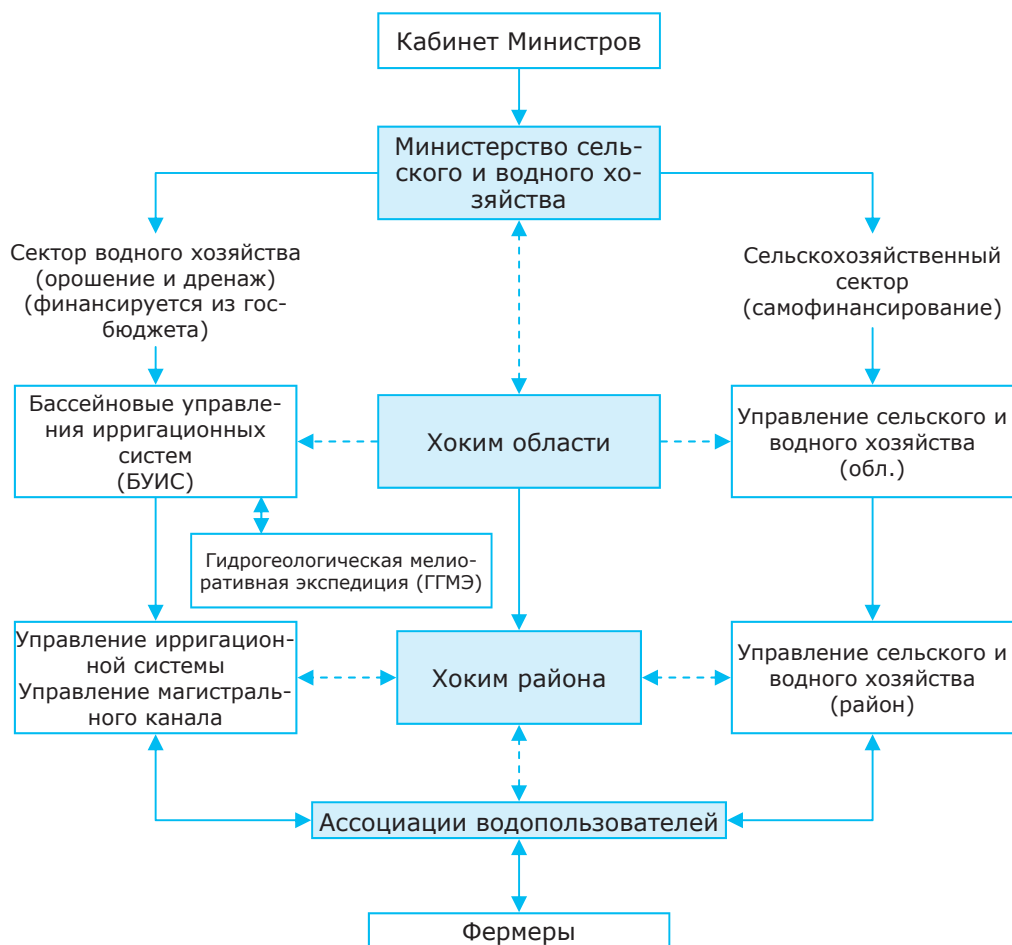 Кабинет Министров
Министерство сель-
ского и водного хо-
зяйства
Сектор водного хозяйства
(орошение и дренаж)
(финансируется из гос-
бюджета)
Сельскохозяйственный
сектор
(самофинансирование)
Бассейновые управле-
ния ирригационных
систем
(БУИС)
Хоким области
Управление сельского и
водного хозяйства
(обл.)
Гидрогеологическая мелио-
ративная экспедиция (ГГМЭ)
Управление ирригацион-
ной системы
Управление магистраль-
ного канала
Хоким района
Управление сельского и
водного хозяйства
(район)
Ассоциации водопользователей
Фермеры